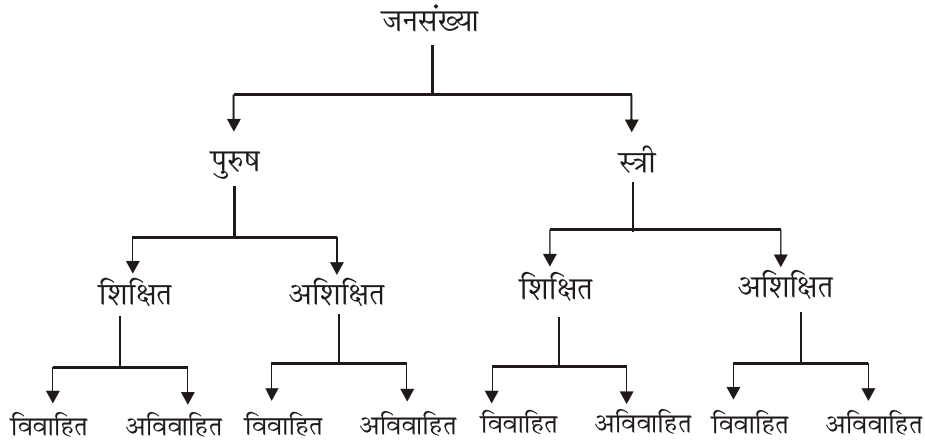 जनसंख्या
पुरुष स्त्री
शिक्षित अशिक्षित शिक्षित अशिक्षित
विवाहित अविवाहित विवाहित अविवाहित विवाहित अविवाहित विवाहित अविवाहित